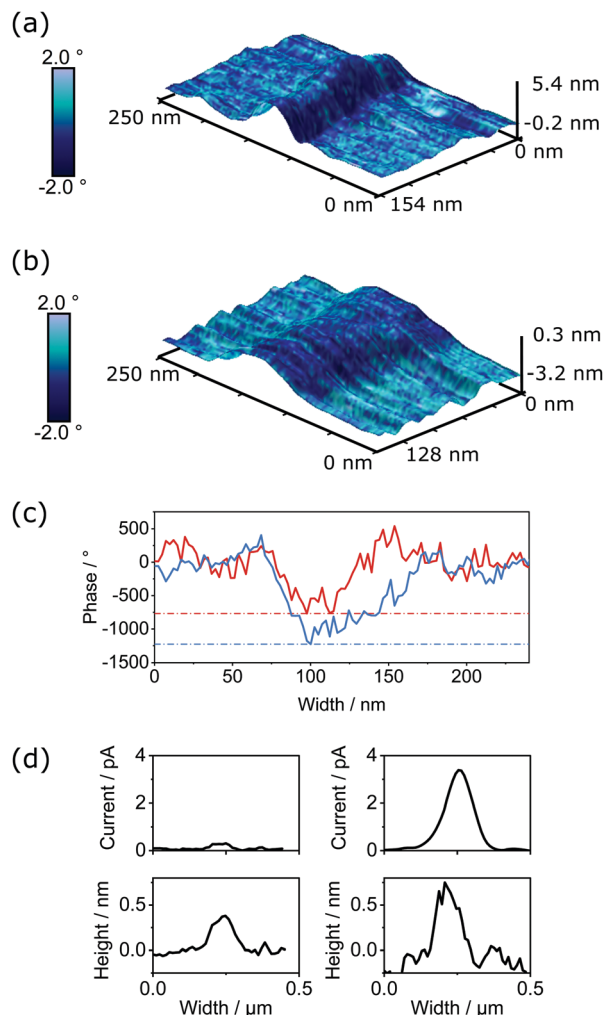 (a)
2.0 °
-2.0 °
250 nm
0 nm
154 nm
5.4 nm
-0.2 nm
0 nm
(b)
2.0 °
-2.0 °
250 nm
0 nm
128 nm
0.3 nm
-3.2 nm
0 nm
(c)
Phase / °
500
0
-500
-1000
-1500
0 50 100 150 200
Width / nm
(d)
Current / pA
4
2
0
Current / pA
4
2
0
Height / nm
0.5
0.0
0.0 0.5
Width / µm
Height / nm
0.5
0.0
0.0 0.5
Width / µm